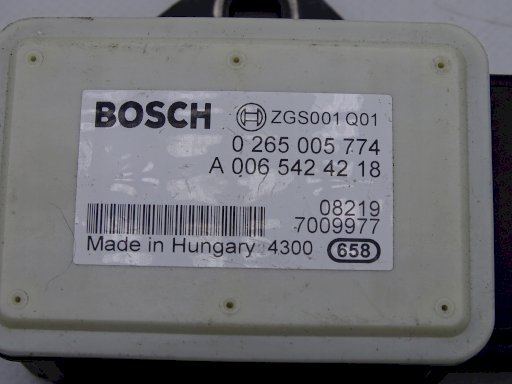 BOSCH ZGS001 Q01
0 265 005 774
A 006 542 42 18
08219
7009977
Made in Hungary 4300 658